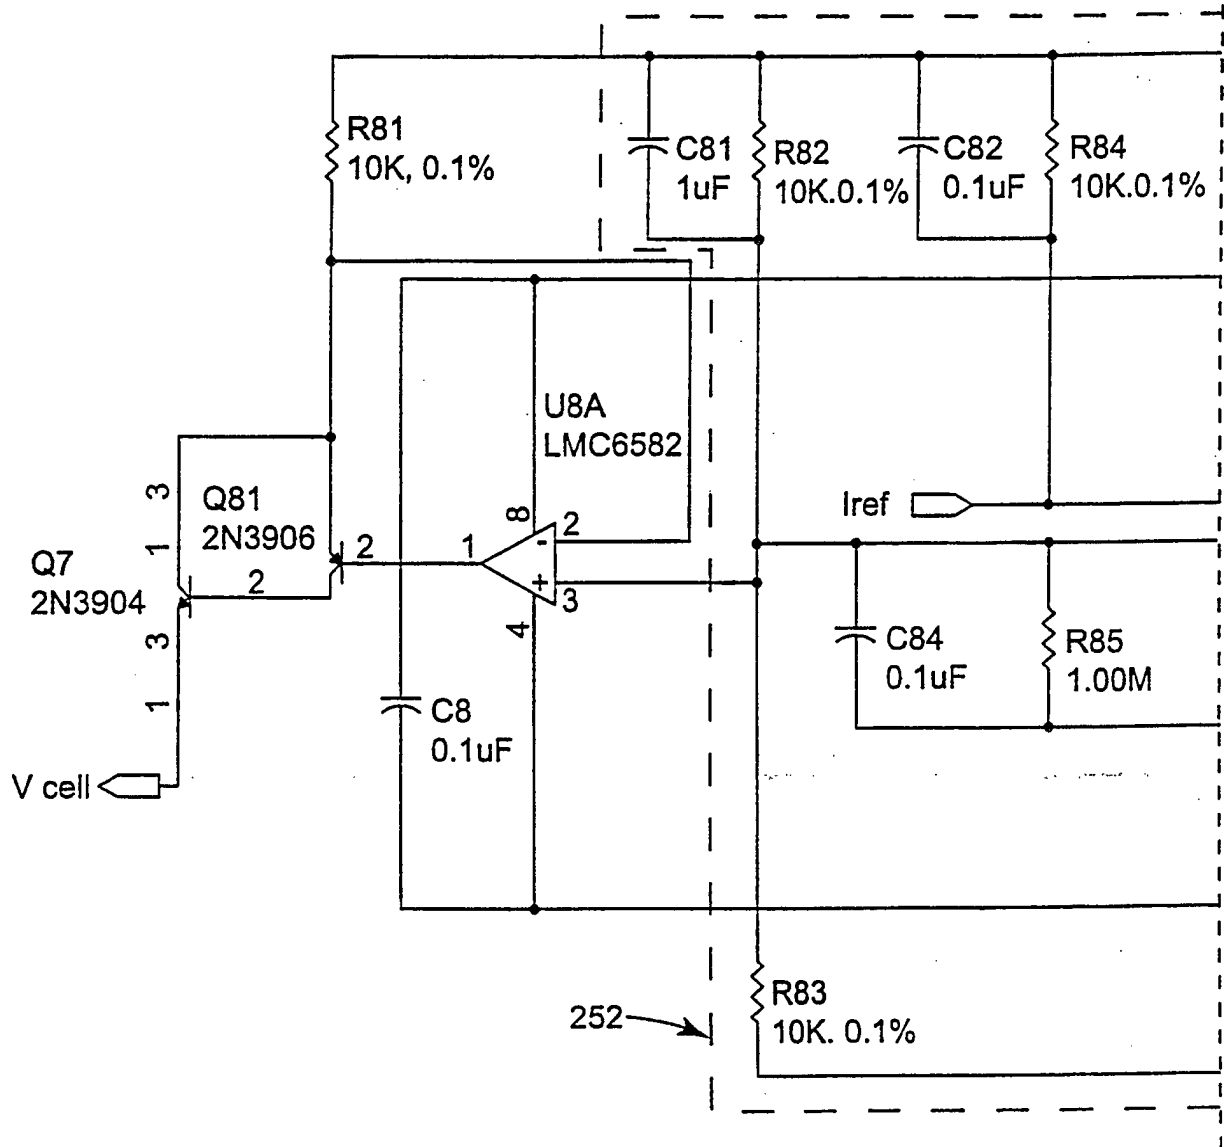 R81
10K, 0.1%
C81
1uF
R82
10K.0.1%
C82
0.1uF
R84
10K.0.1%
U8A
LMC6582
3
1
Q81
2N3906
2
1
8
2
+
-
3
4
Iref
Q7
2N3904
2
3
1
C84
0.1uF
R85
1.00M
C8
0.1uF
V cell
252
R83
10K. 0.1%